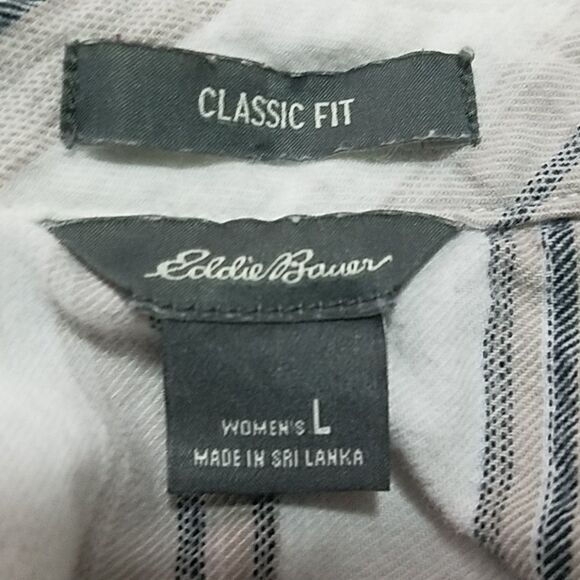 CLASSIC FIT
Eddie Bauer
WOMEN'S L
MADE IN SRI LANKA